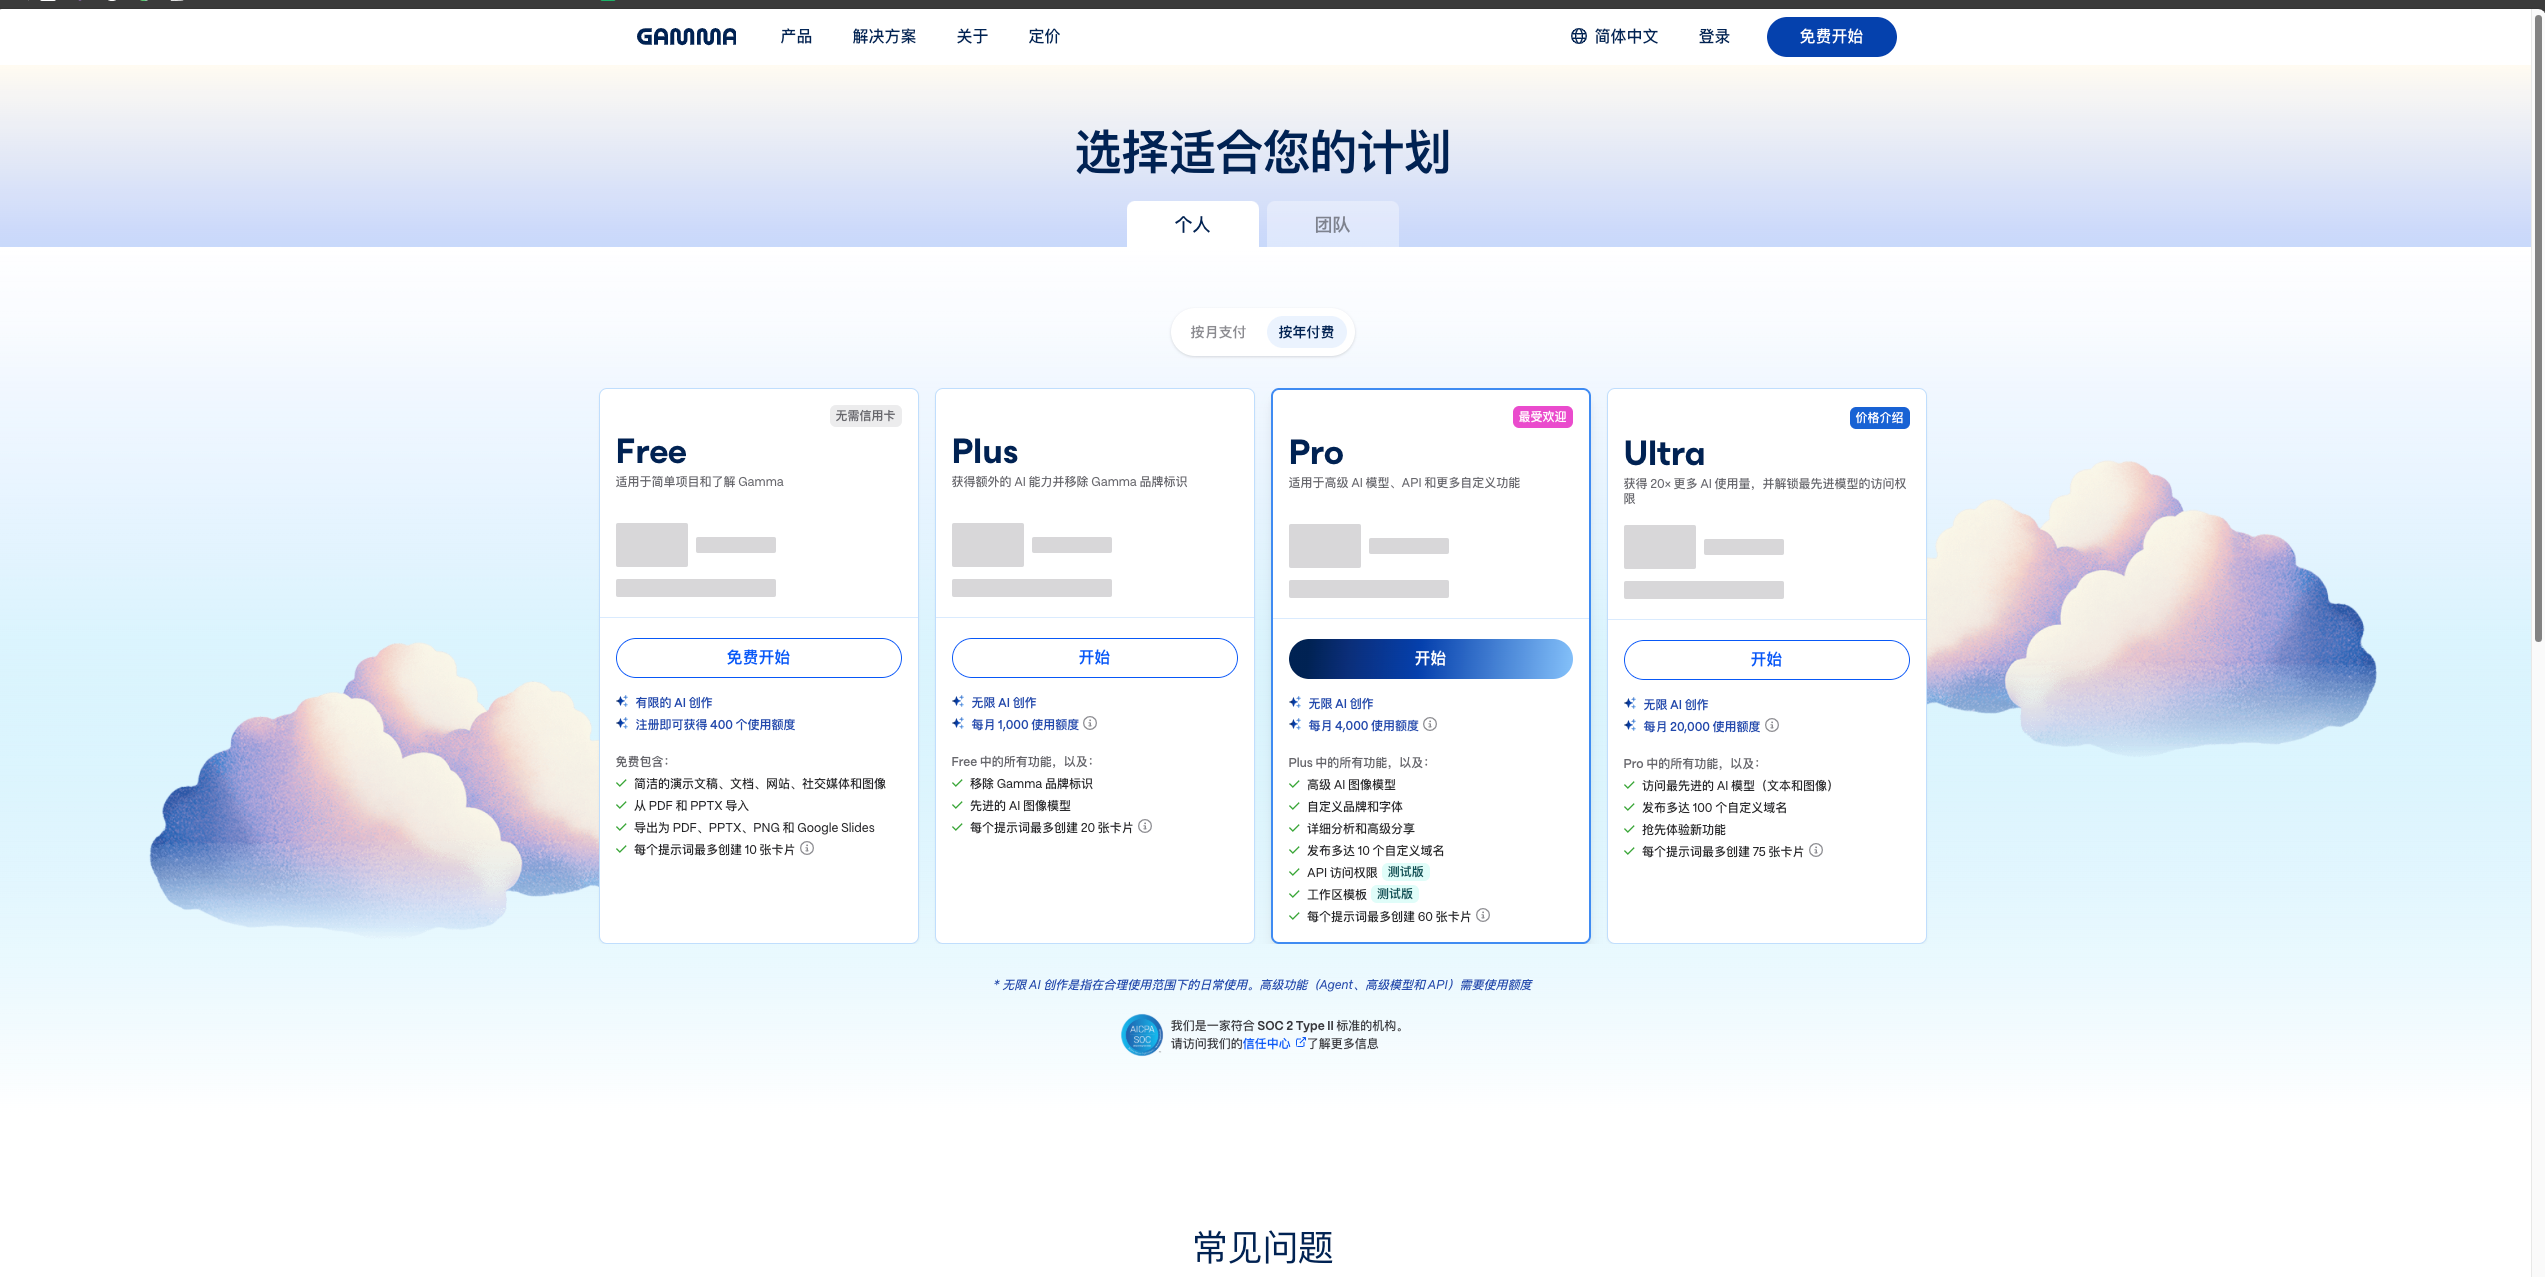 GAMMA
产品
解决方案
关于
定价
简体中文
登录
免费开始
选择适合您的计划
个人
团队
按月支付
按年付费
无需信用卡
Free
适用于简单项目和了解 Gamma
免费开始
有限的 AI 创作
注册即可获得 400 个使用额度
免费包含：
简洁的演示文稿、文档、网站、社交媒体和图像
从 PDF 和 PPTX 导入
导出为 PDF、PPTX、PNG 和 Google Slides
每个提示词最多创建 10 张卡片
Plus
获得额外的 AI 能力并移除 Gamma 品牌标识
开始
无限 AI 创作
每月 1,000 使用额度
Free 中的所有功能，以及：
移除 Gamma 品牌标识
先进的 AI 图像模型
每个提示词最多创建 20 张卡片
最受欢迎
Pro
适用于高级 AI 模型、API 和更多自定义功能
开始
无限 AI 创作
每月 4,000 使用额度
Plus 中的所有功能，以及：
高级 AI 图像模型
自定义品牌和字体
详细分析和高级分享
发布多达 10 个自定义域名
API 访问权限 测试版
工作区模板 测试版
每个提示词最多创建 60 张卡片
价格介绍
Ultra
获得 20× 更多 AI 使用量，并解锁最先进模型的访问权
限
开始
无限 AI 创作
每月 20,000 使用额度
Pro 中的所有功能，以及：
访问最先进的 AI 模型（文本和图像）
发布多达 100 个自定义域名
抢先体验新功能
每个提示词最多创建 75 张卡片
* 无限 AI 创作是指在合理使用范围下的日常使用。高级功能（Agent、高级模型和 API）需要使用额度
AICPA
SOC
我们是一家符合 SOC 2 Type II 标准的机构。
请访问我们的信任中心 了解更多信息
常见问题